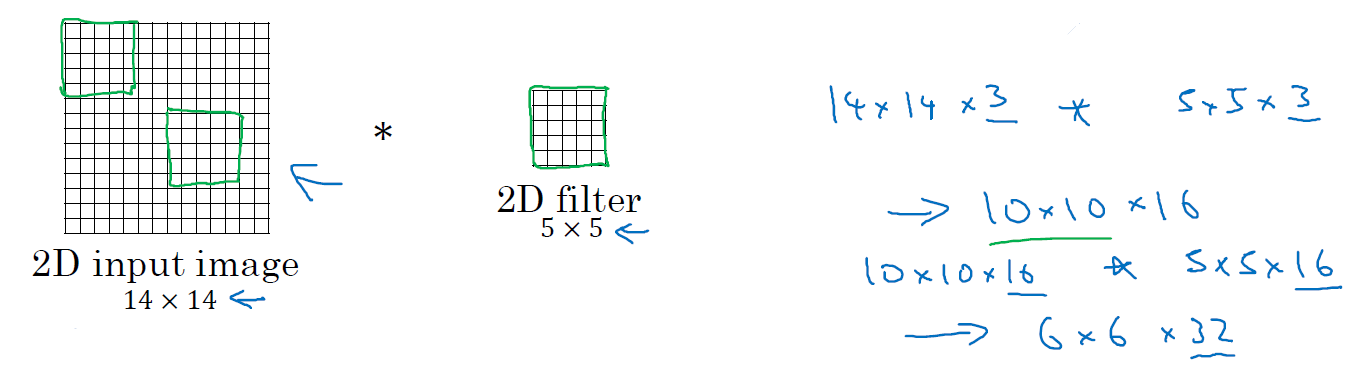 14 × 14 × 3 * 5 × 5 × 3
*
2D filter
5 × 5 ←
→ 10 × 10 × 16
2D input image
14 × 14 ←
10 × 10 × 16 * 5 × 5 × 16
→ 6 × 6 × 32